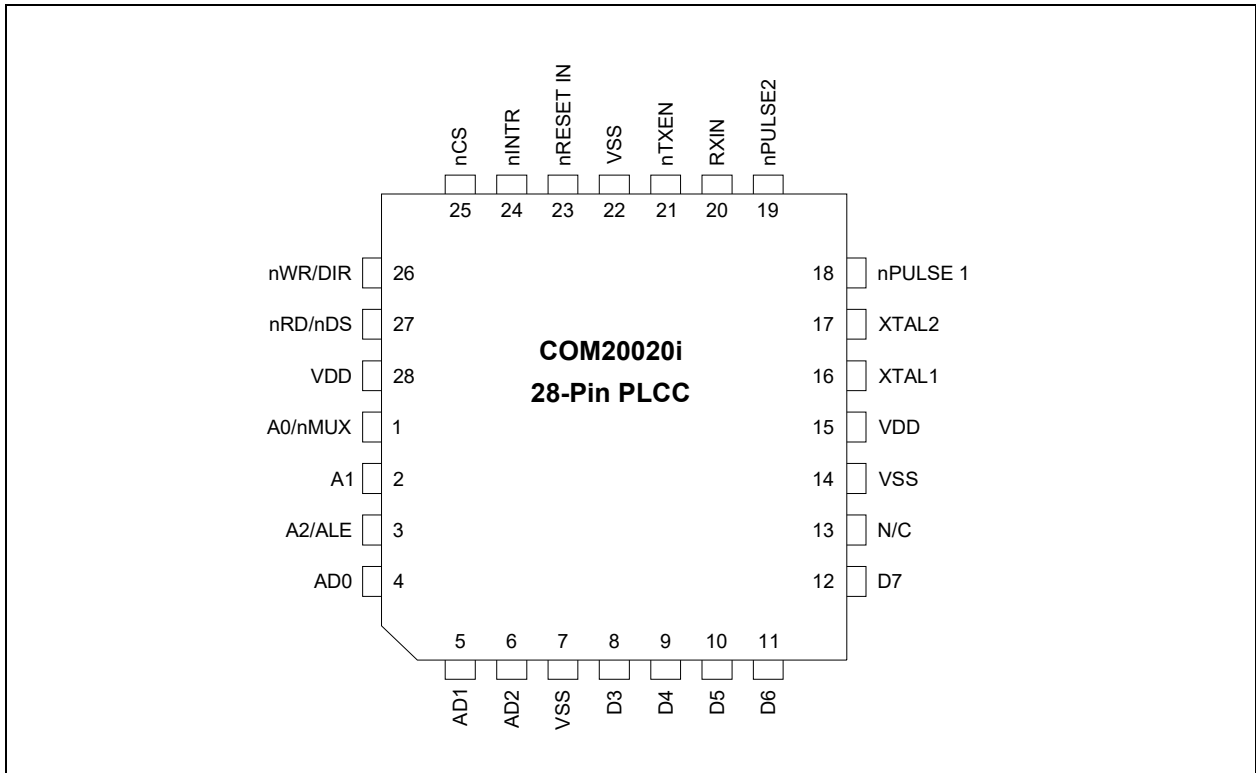 nCS
nINTR
nRESET IN
VSS
nTXEN
RXIN
nPULSE2
25 24 23 22 21 20 19
nWR/DIR 26 18 nPULSE 1
nRD/nDS 27 17 XTAL2
VDD 28 16 XTAL1
A0/nMUX 1 15 VDD
A1 2 14 VSS
A2/ALE 3 13 N/C
AD0 4 12 D7
COM20020i
28-Pin PLCC
5 6 7 8 9 10 11
AD1
AD2
VSS
D3
D4
D5
D6